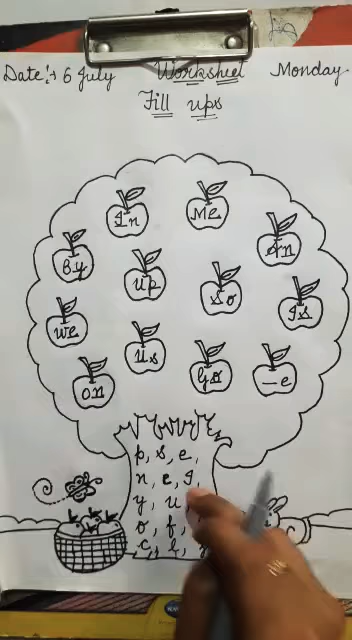 Date:→ 6 July Worksheet Monday
Fill ups
In Me
By Up So An
We Us Is
On Go _e
p, s, e,
n, e, I,
y, u
o, f,